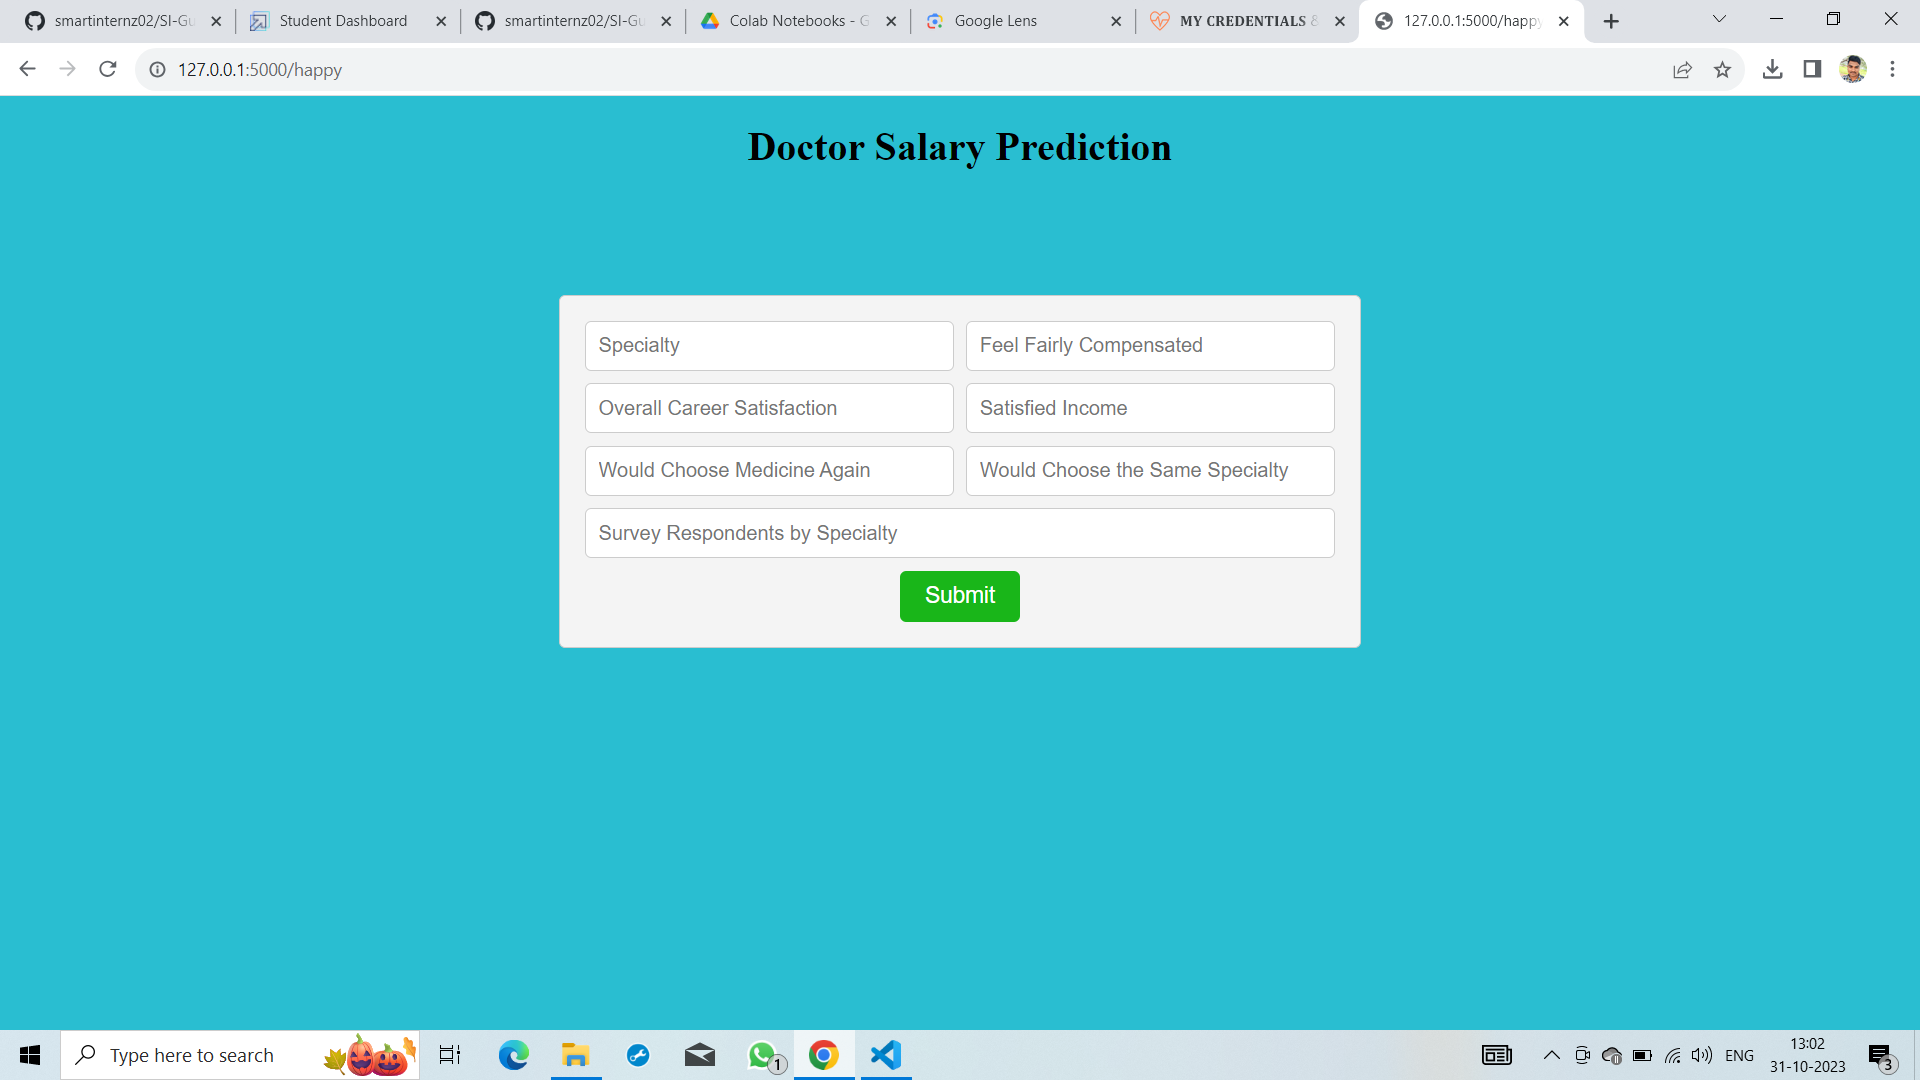 smartinternz02/SI-Gu
Student Dashboard
smartinternz02/SI-Gu
Colab Notebooks - G
Google Lens
MY CREDENTIALS &
127.0.0.1:5000/happy
127.0.0.1:5000/happy
Doctor Salary Prediction
Specialty
Feel Fairly Compensated
Overall Career Satisfaction
Satisfied Income
Would Choose Medicine Again
Would Choose the Same Specialty
Survey Respondents by Specialty
Submit
Type here to search
1
ENG
13:02
31-10-2023
3